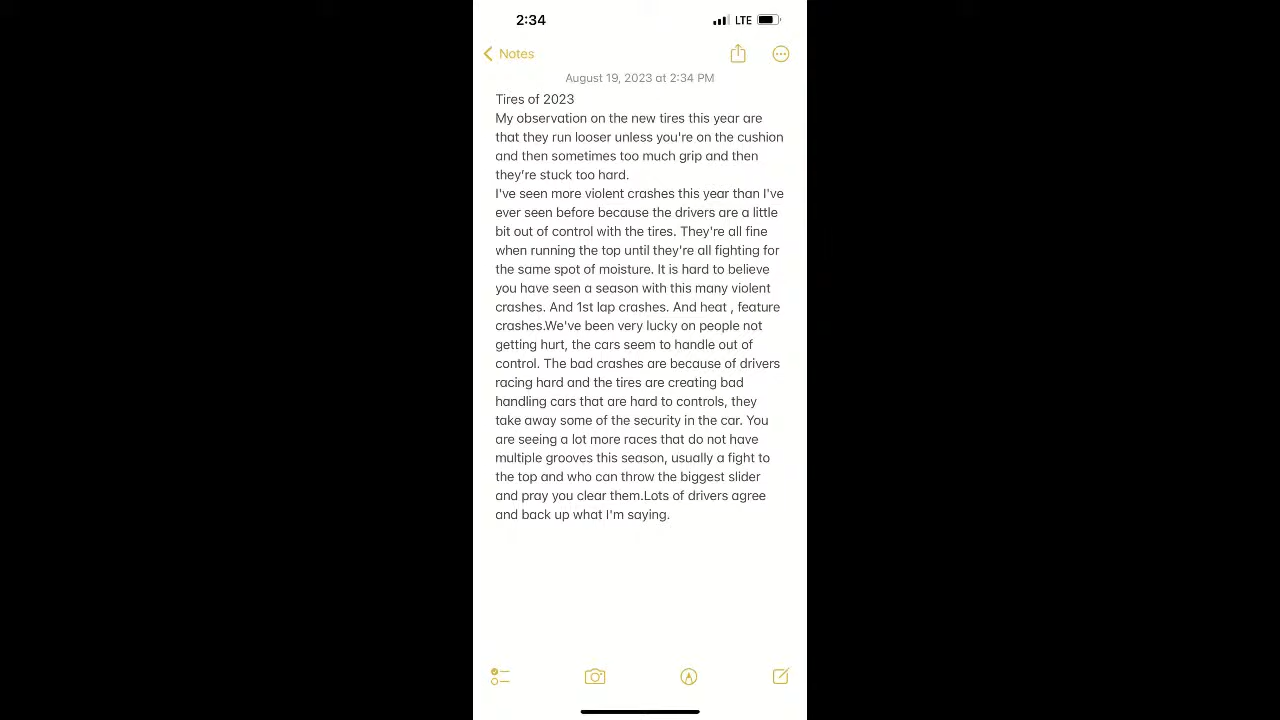 2:34
LTE
Notes
August 19, 2023 at 2:34 PM
Tires of 2023
My observation on the new tires this year are
that they run looser unless you're on the cushion
and then sometimes too much grip and then
they're stuck too hard.
I've seen more violent crashes this year than I've
ever seen before because the drivers are a little
bit out of control with the tires. They're all fine
when running the top until they're all fighting for
the same spot of moisture. It is hard to believe
you have seen a season with this many violent
crashes. And 1st lap crashes. And heat , feature
crashes.We've been very lucky on people not
getting hurt, the cars seem to handle out of
control. The bad crashes are because of drivers
racing hard and the tires are creating bad
handling cars that are hard to controls, they
take away some of the security in the car. You
are seeing a lot more races that do not have
multiple grooves this season, usually a fight to
the top and who can throw the biggest slider
and pray you clear them.Lots of drivers agree
and back up what I'm saying.